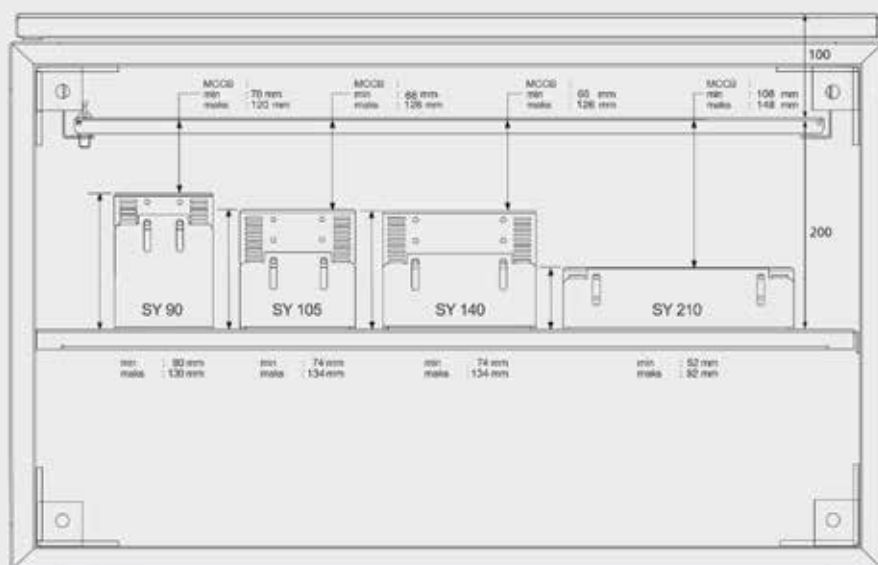 100
MCCB :
min : 70 mm
maks : 120 mm
MCCB :
min : 66 mm
maks : 126 mm
MCCB :
min : 66 mm
maks : 126 mm
MCCB :
min : 108 mm
maks : 148 mm
200
SY 90
SY 105
SY 140
SY 210
min : 80 mm
maks : 130 mm
min : 74 mm
maks : 134 mm
min : 74 mm
maks : 134 mm
min : 52 mm
maks : 92 mm